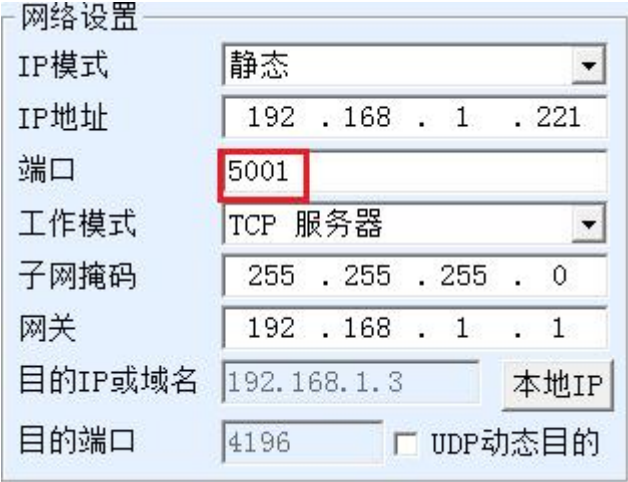 网络设置
IP模式 静态
IP地址 192 . 168 . 1 . 221
端口 5001
工作模式 TCP 服务器
子网掩码 255 . 255 . 255 . 0
网关 192 . 168 . 1 . 1
目的IP或域名 192.168.1.3 本地IP
目的端口 4196 UDP动态目的